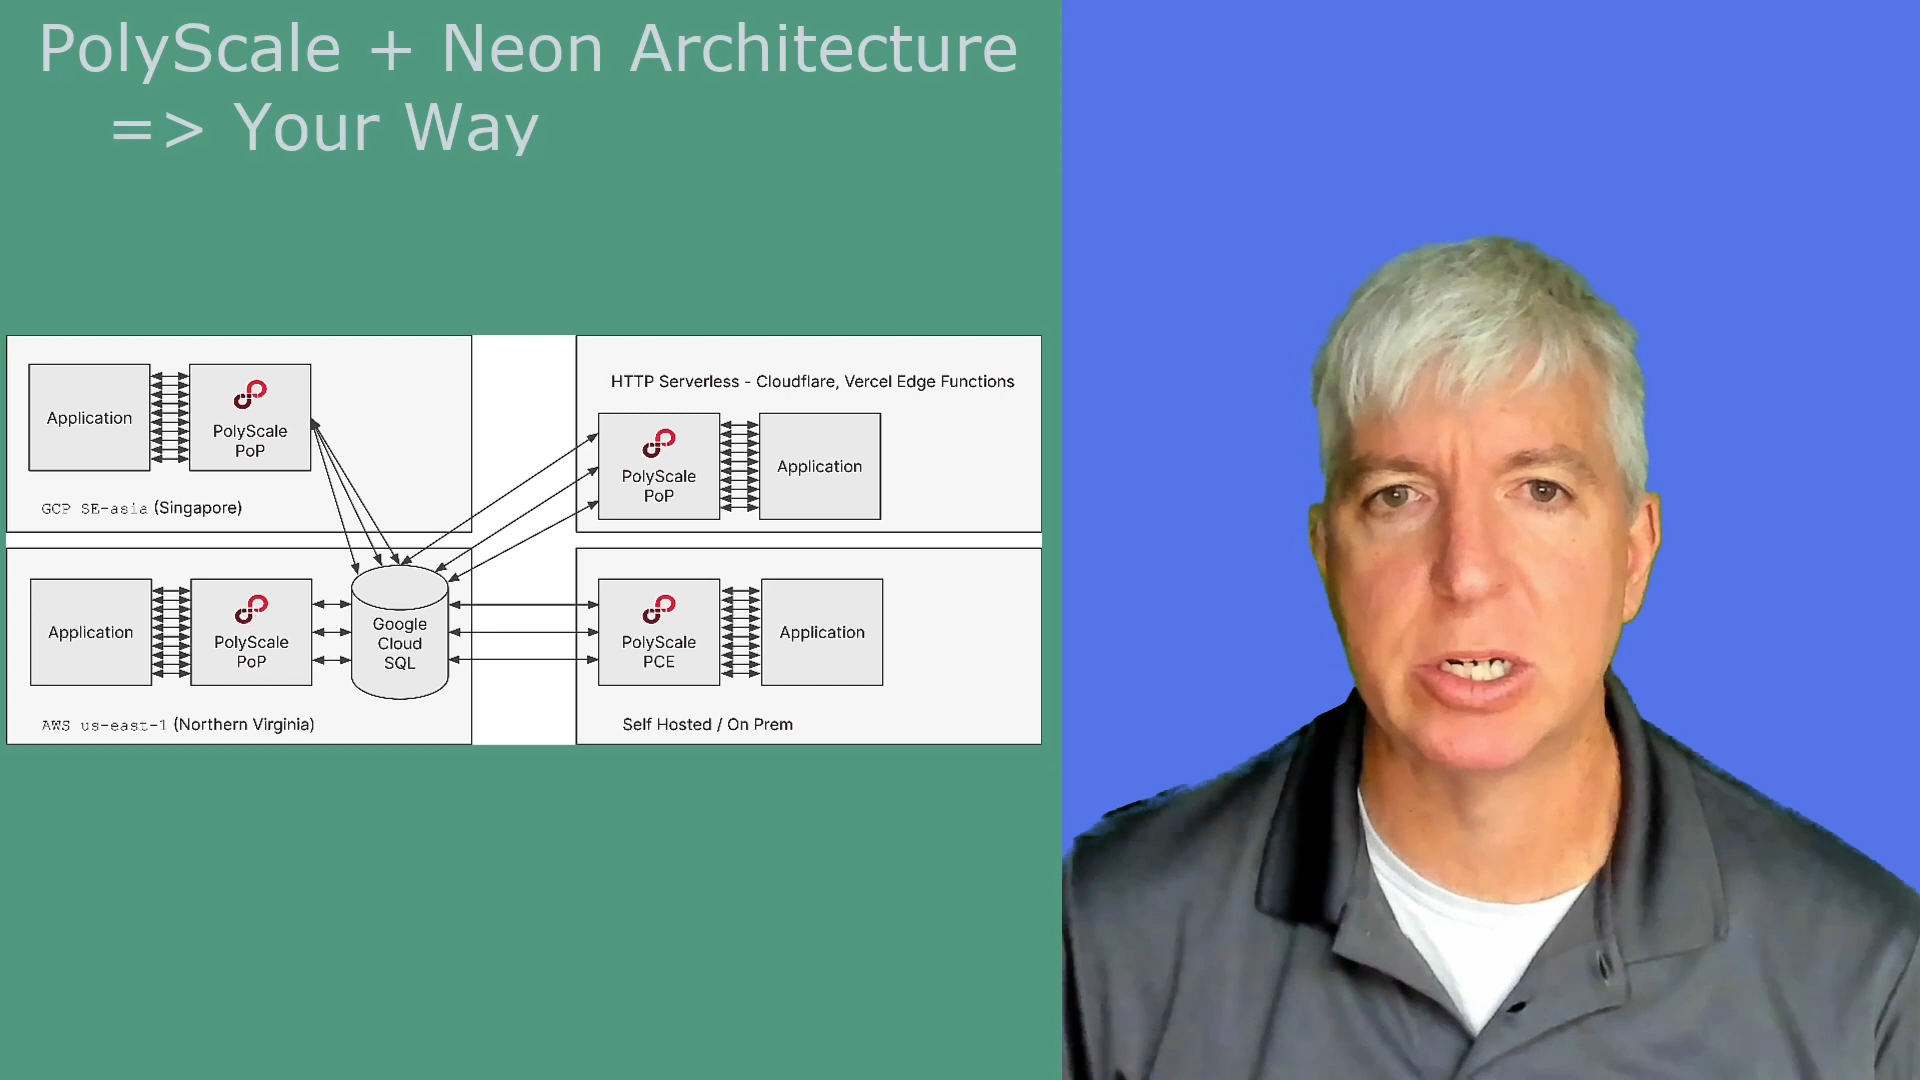 PolyScale + Neon Architecture
=> Your Way
Application
PolyScale
PoP
GCP SE-asia (Singapore)
HTTP Serverless - Cloudflare, Vercel Edge Functions
PolyScale
PoP
Application
Application
PolyScale
PoP
Google
Cloud
SQL
AWS us-east-1 (Northern Virginia)
PolyScale
PCE
Application
Self Hosted / On Prem